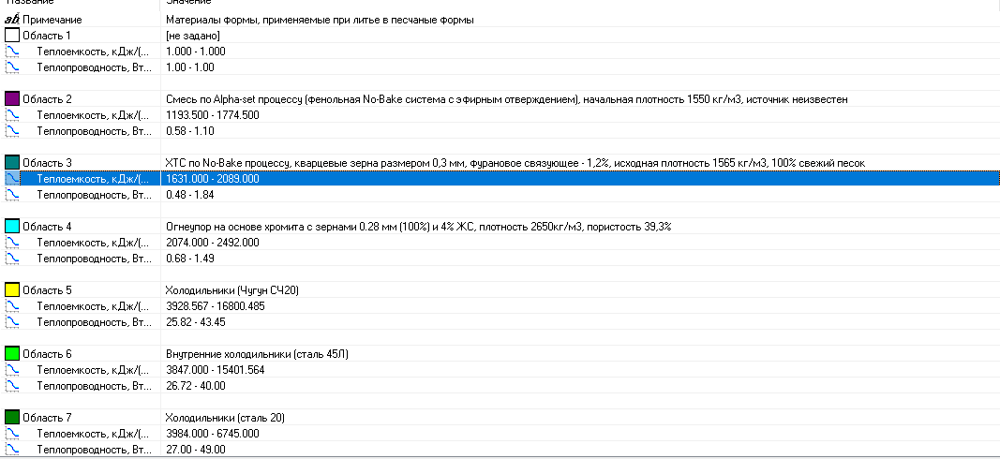 Название Значение
ab Примечание Материалы формы, применяемые при литье в песчаные формы
Область 1 [не задано]
Теплоемкость, кДж/(... 1.000 - 1.000
Теплопроводность, Вт... 1.00 - 1.00
Область 2 Смесь по Alpha-set процессу (фенольная No-Bake система с эфирным отверждением), начальная плотность 1550 кг/м3, источник неизвестен
Теплоемкость, кДж/(... 1193.500 - 1774.500
Теплопроводность, Вт... 0.58 - 1.10
Область 3 ХТС по No-Bake процессу, кварцевые зерна размером 0,3 мм, фурановое связующее - 1,2%, исходная плотность 1565 кг/м3, 100% свежий песок
Теплоемкость, кДж/(... 1631.000 - 2089.000
Теплопроводность, Вт... 0.48 - 1.84
Область 4 Огнеупор на основе хромита с зернами 0.28 мм (100%) и 4% ЖС, плотность 2650кг/м3, пористость 39,3%
Теплоемкость, кДж/(... 2074.000 - 2492.000
Теплопроводность, Вт... 0.68 - 1.49
Область 5 Холодильники (Чугун СЧ20)
Теплоемкость, кДж/(... 3928.567 - 16800.485
Теплопроводность, Вт... 25.82 - 43.45
Область 6 Внутренние холодильники (сталь 45Л)
Теплоемкость, кДж/(... 3847.000 - 15401.564
Теплопроводность, Вт... 26.72 - 40.00
Область 7 Холодильники (сталь 20)
Теплоемкость, кДж/(... 3984.000 - 6745.000
Теплопроводность, Вт... 27.00 - 49.00